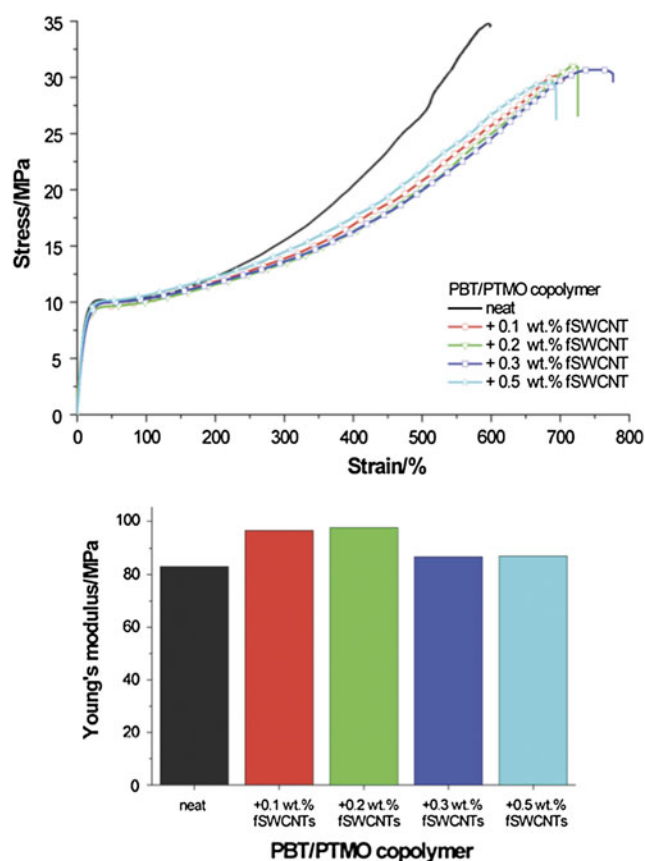 35
30
25
20
15
10
5
0
Stress/MPa
PBT/PTMO copolymer
neat
+ 0.1 wt.% fSWCNT
+ 0.2 wt.% fSWCNT
+ 0.3 wt.% fSWCNT
+ 0.5 wt.% fSWCNT
0 100 200 300 400 500 600 700 800
Strain/%
100
80
60
40
20
0
Young's modulus/MPa
neat +0.1 wt.% +0.2 wt.% +0.3 wt.% +0.5 wt.%
fSWCNTs fSWCNTs fSWCNTs fSWCNTs
PBT/PTMO copolymer